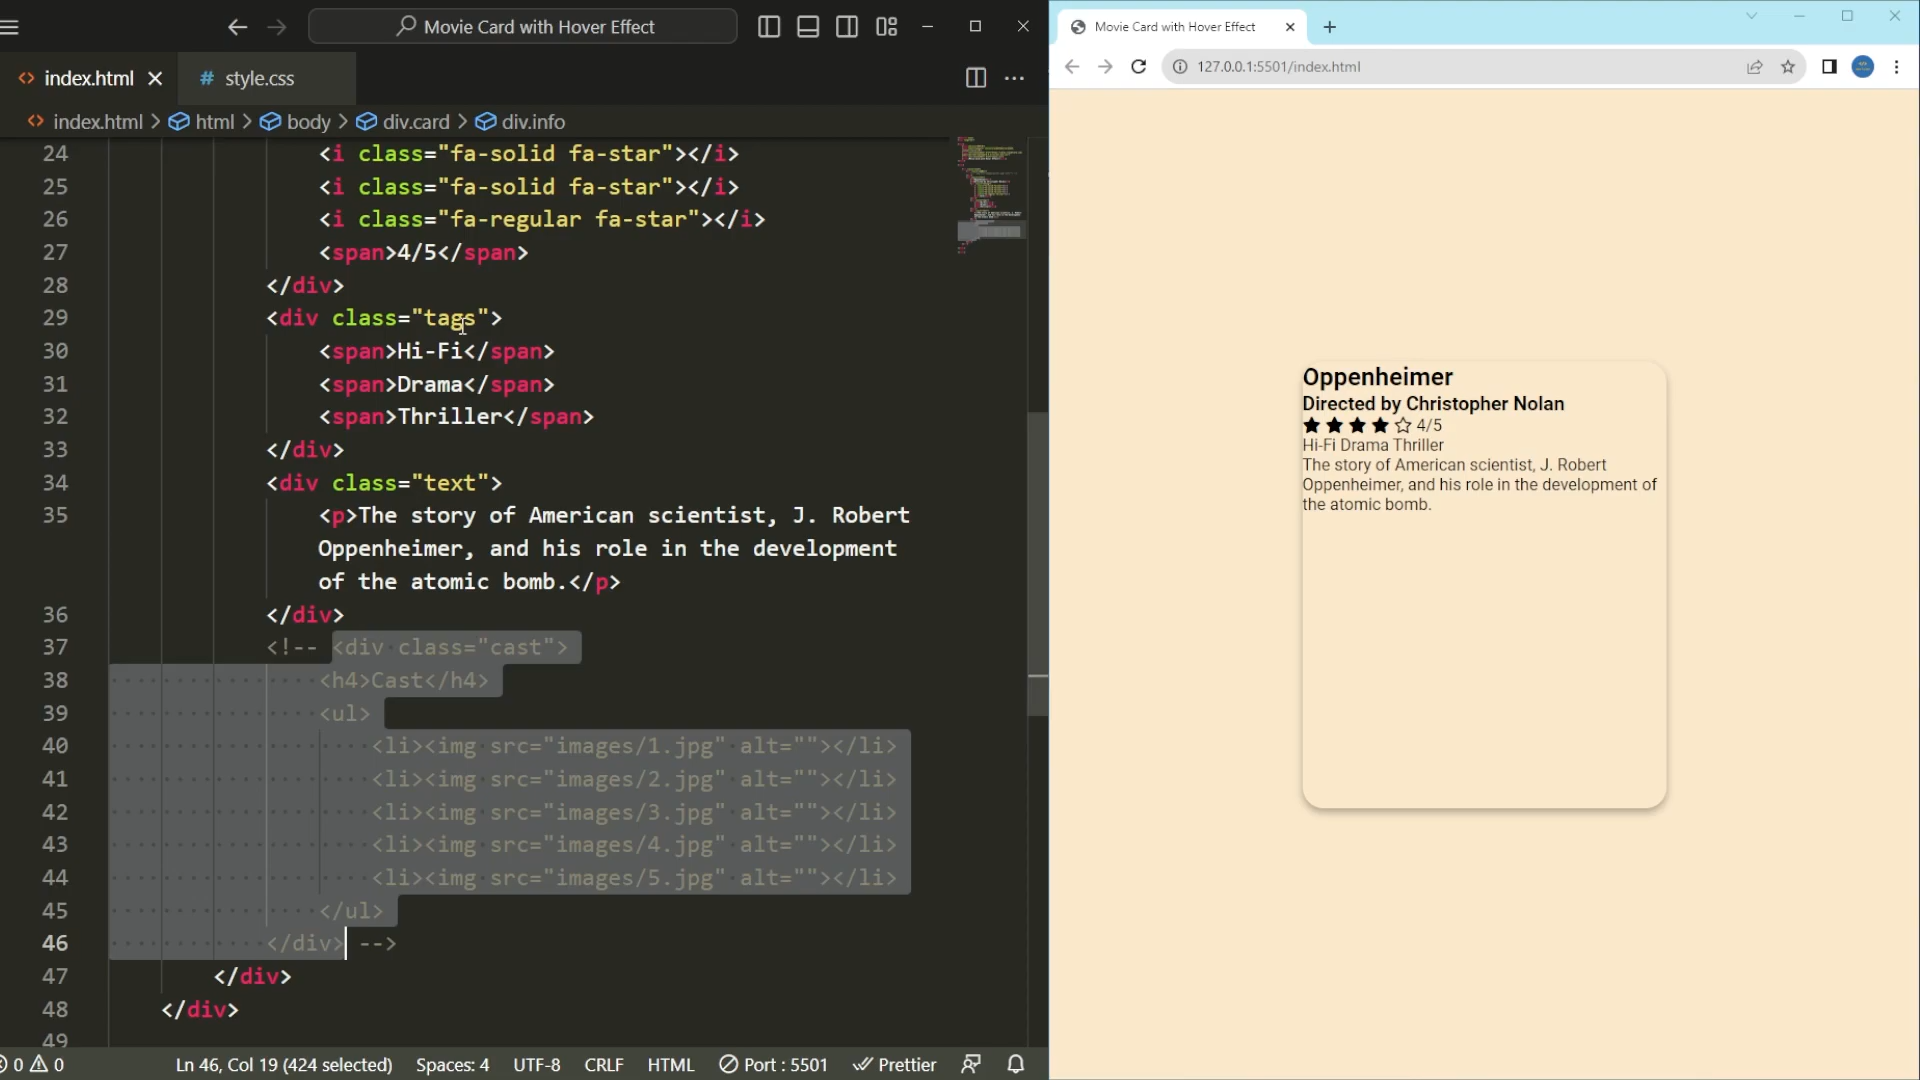 Movie Card with Hover Effect
index.html
# style.css
index.html > html > body > div.card > div.info
24 <i class="fa-solid fa-star"></i>
25 <i class="fa-solid fa-star"></i>
26 <i class="fa-regular fa-star"></i>
27 <span>4/5</span>
28 </div>
29 <div class="tags">
30 <span>Hi-Fi</span>
31 <span>Drama</span>
32 <span>Thriller</span>
33 </div>
34 <div class="text">
35 <p>The story of American scientist, J. Robert
Oppenheimer, and his role in the development
of the atomic bomb.</p>
36 </div>
37 <!-- <div class="cast">
38 <h4>Cast</h4>
39 <ul>
40 <li><img src="images/1.jpg" alt=""></li>
41 <li><img src="images/2.jpg" alt=""></li>
42 <li><img src="images/3.jpg" alt=""></li>
43 <li><img src="images/4.jpg" alt=""></li>
44 <li><img src="images/5.jpg" alt=""></li>
45 </ul>
46 </div> -->
47 </div>
48 </div>
49
0 0 Ln 46, Col 19 (424 selected) Spaces: 4 UTF-8 CRLF HTML Port : 5501 Prettier
Movie Card with Hover Effect
127.0.0.1:5501/index.html
Oppenheimer
Directed by Christopher Nolan
4/5
Hi-Fi Drama Thriller
The story of American scientist, J. Robert
Oppenheimer, and his role in the development of
the atomic bomb.